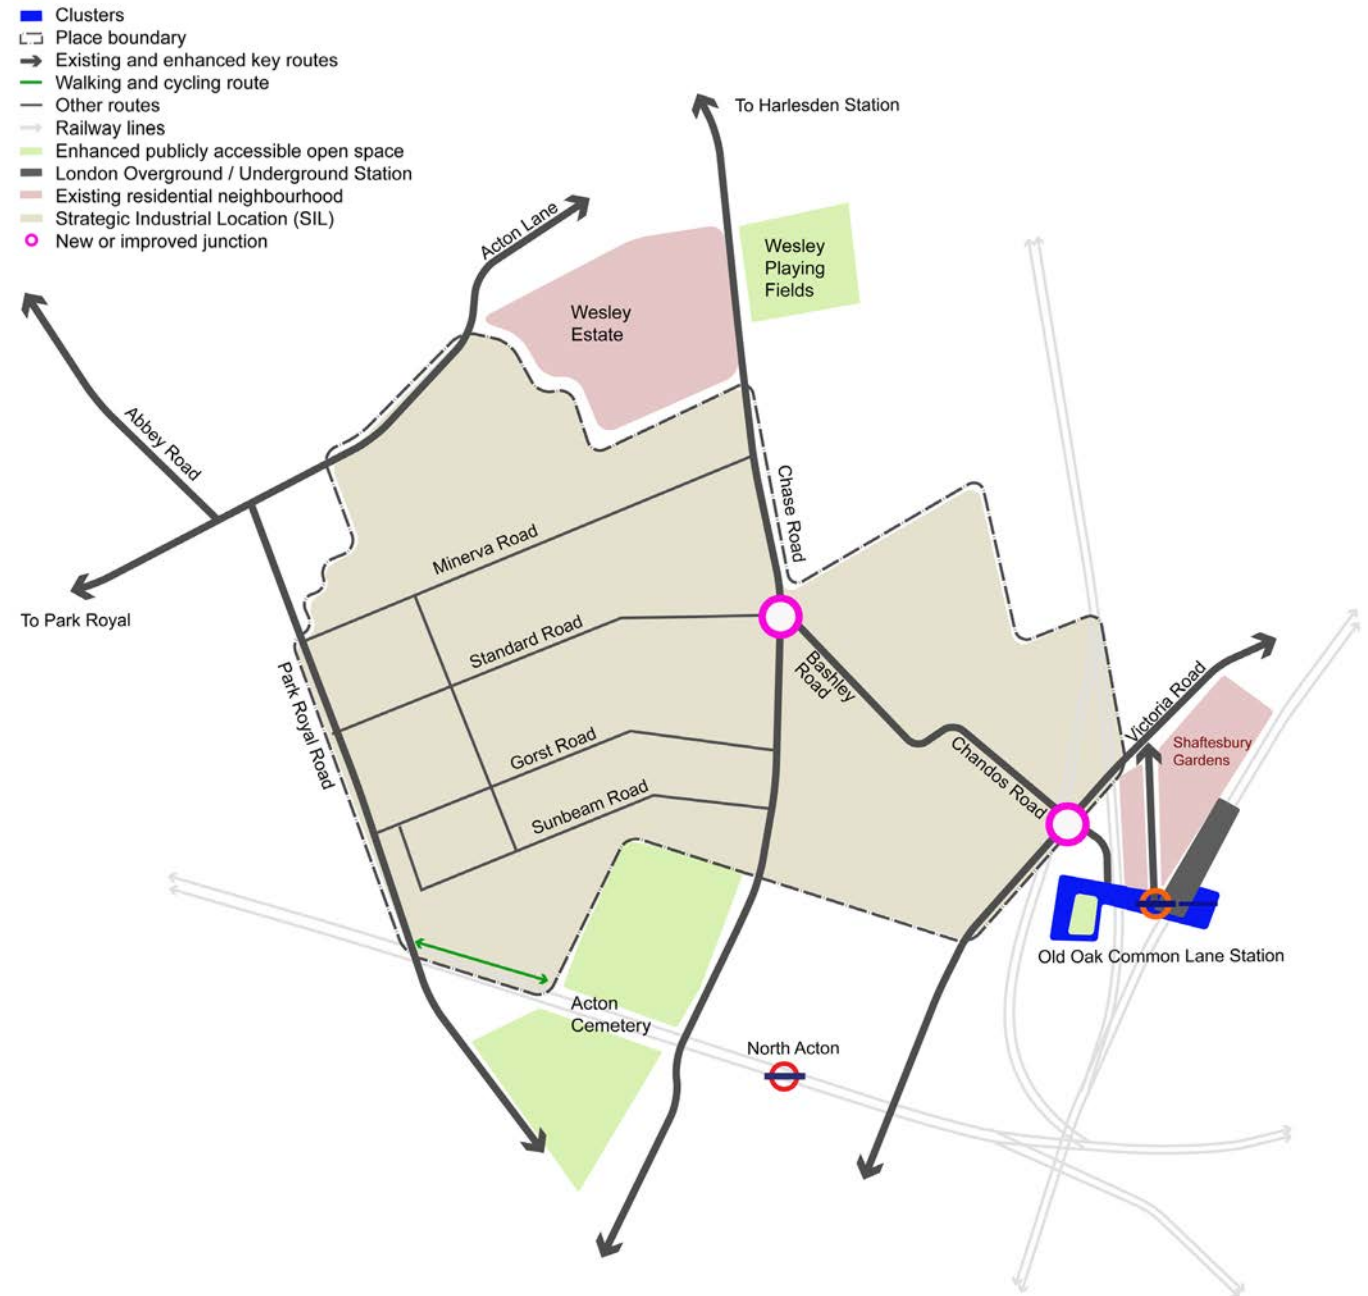 Clusters
Place boundary
Existing and enhanced key routes
Walking and cycling route
Other routes
Railway lines
Enhanced publicly accessible open space
London Overground / Underground Station
Existing residential neighbourhood
Strategic Industrial Location (SIL)
New or improved junction
To Harlesden Station
Acton Lane
Wesley
Playing
Fields
Wesley
Estate
Abbey Road
Chase Road
Minerva Road
To Park Royal
Standard Road
Bashley
Road
Park Royal Road
Victoria Road
Gorst Road
Shaftesbury
Gardens
Chandos Road
Sunbeam Road
Old Oak Common Lane Station
Acton
Cemetery
North Acton